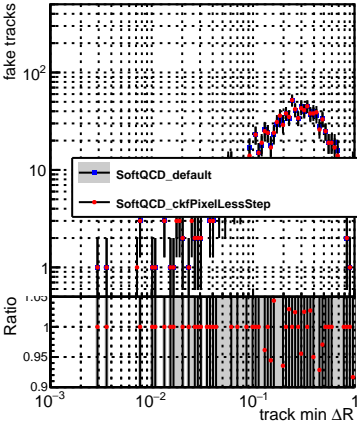 fake tracks
10²
10
1
SoftQCD_default
SoftQCD_ckfPixelLessStep
Ratio
1.05
1
0.95
0.9
10⁻³
10⁻²
10⁻¹
1
track min ΔR